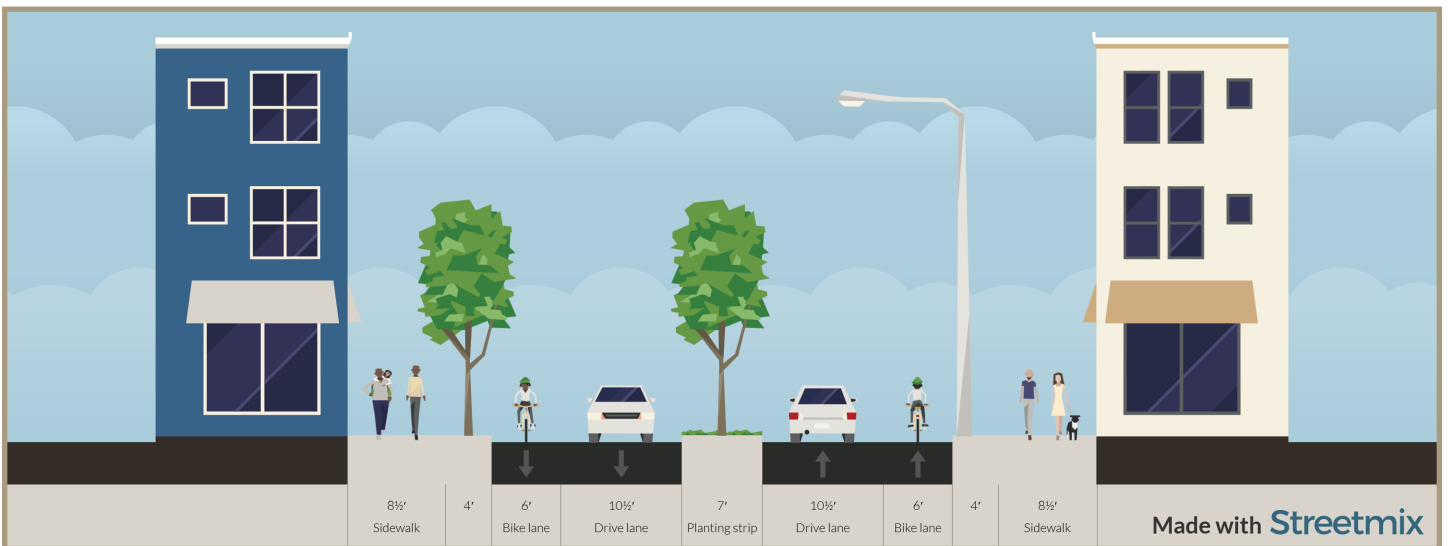 8½′
4′
6′
10½′
7′
10½′
6′
4′
8½′
Sidewalk
Bike lane
Drive lane
Planting strip
Drive lane
Bike lane
Sidewalk
Made with Streetmix